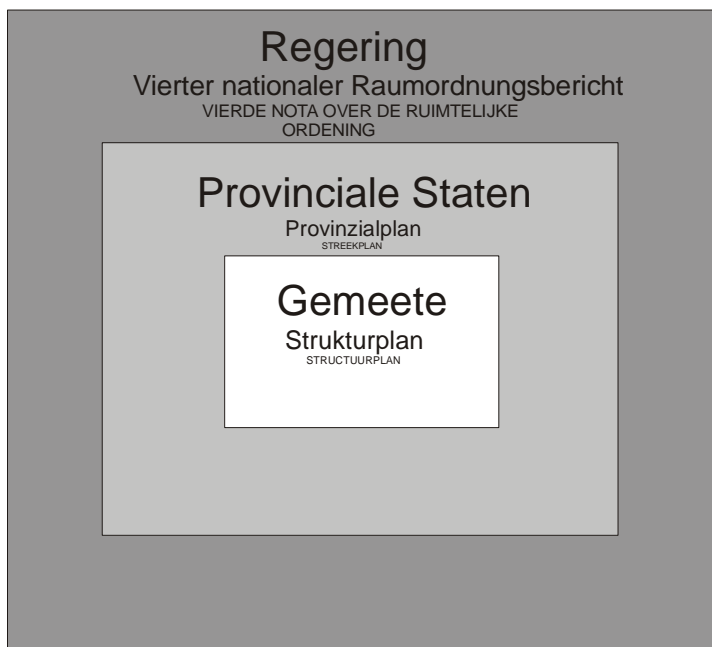 Regering
Vierter nationaler Raumordnungsbericht
VIERDE NOTA OVER DE RUIMTELIJKE
ORDENING
Provinciale Staten
Provinzialplan
STREEKPLAN
Gemeete
Strukturplan
STRUCTUURPLAN